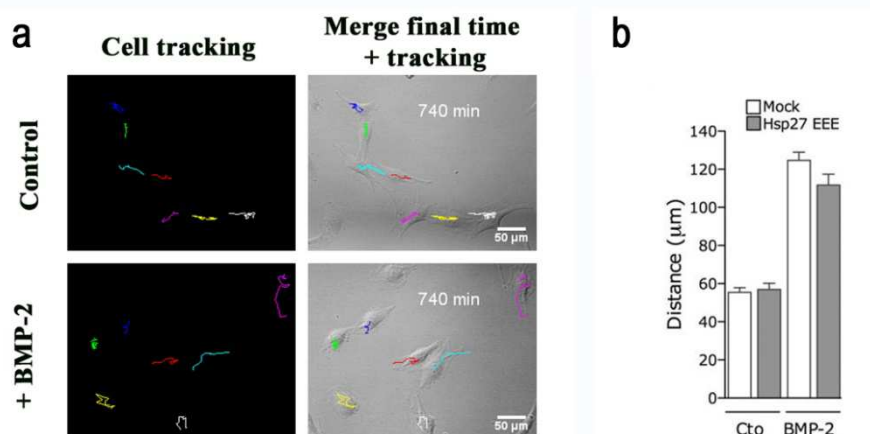 a
Cell tracking
Merge final time
+ tracking
Control
740 min
50 µm
+ BMP-2
740 min
50 µm
b
Mock
Hsp27 EEE
Distance (µm)
140
120
100
80
60
40
20
0
Cto
BMP-2